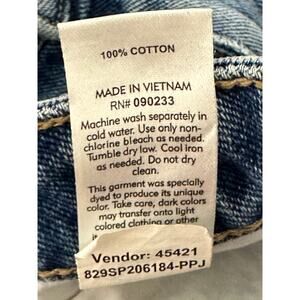 100% COTTON
MADE IN VIETNAM
RN# 090233
Machine wash separately in
cold water. Use only non-
chlorine bleach as needed.
Tumble dry low. Cool iron
as needed. Do not dry
clean.
This garment was specially
dyed to produce its unique
color. Take care, dark colors
may transfer onto light
colored clothing or other
Vendor: 45421
829SP206184-PPJ